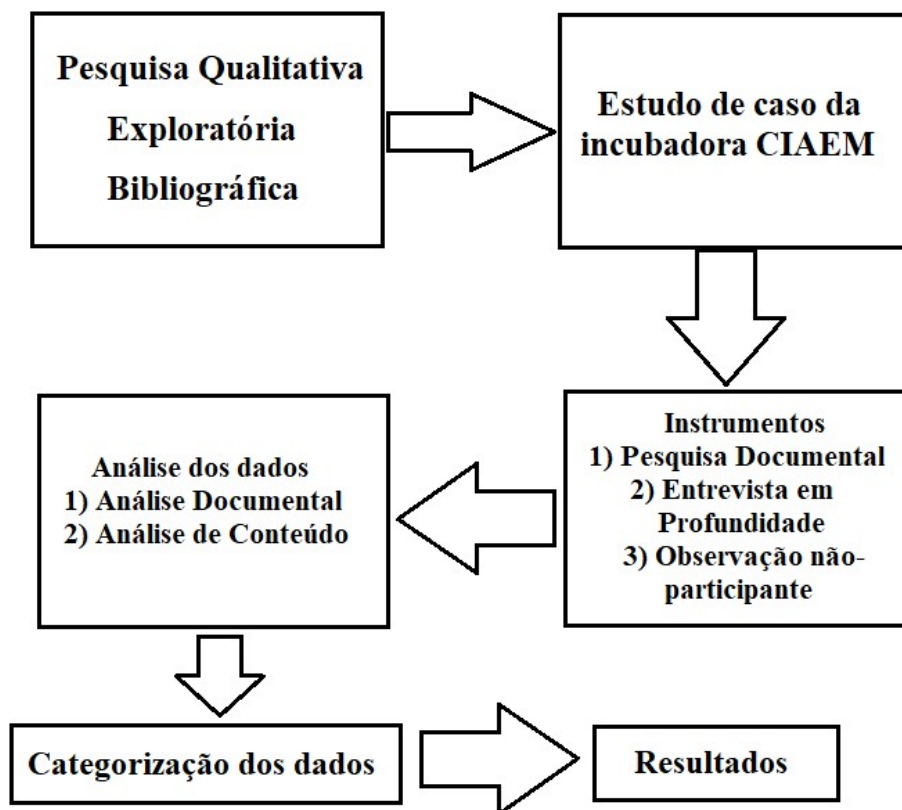 Pesquisa Qualitativa
Exploratória
Bibliográfica
Estudo de caso da
incubadora CIAEM
Instrumentos
1) Pesquisa Documental
2) Entrevista em
Profundidade
3) Observação não-
participante
Análise dos dados
1) Análise Documental
2) Análise de Conteúdo
Categorização dos dados
Resultados